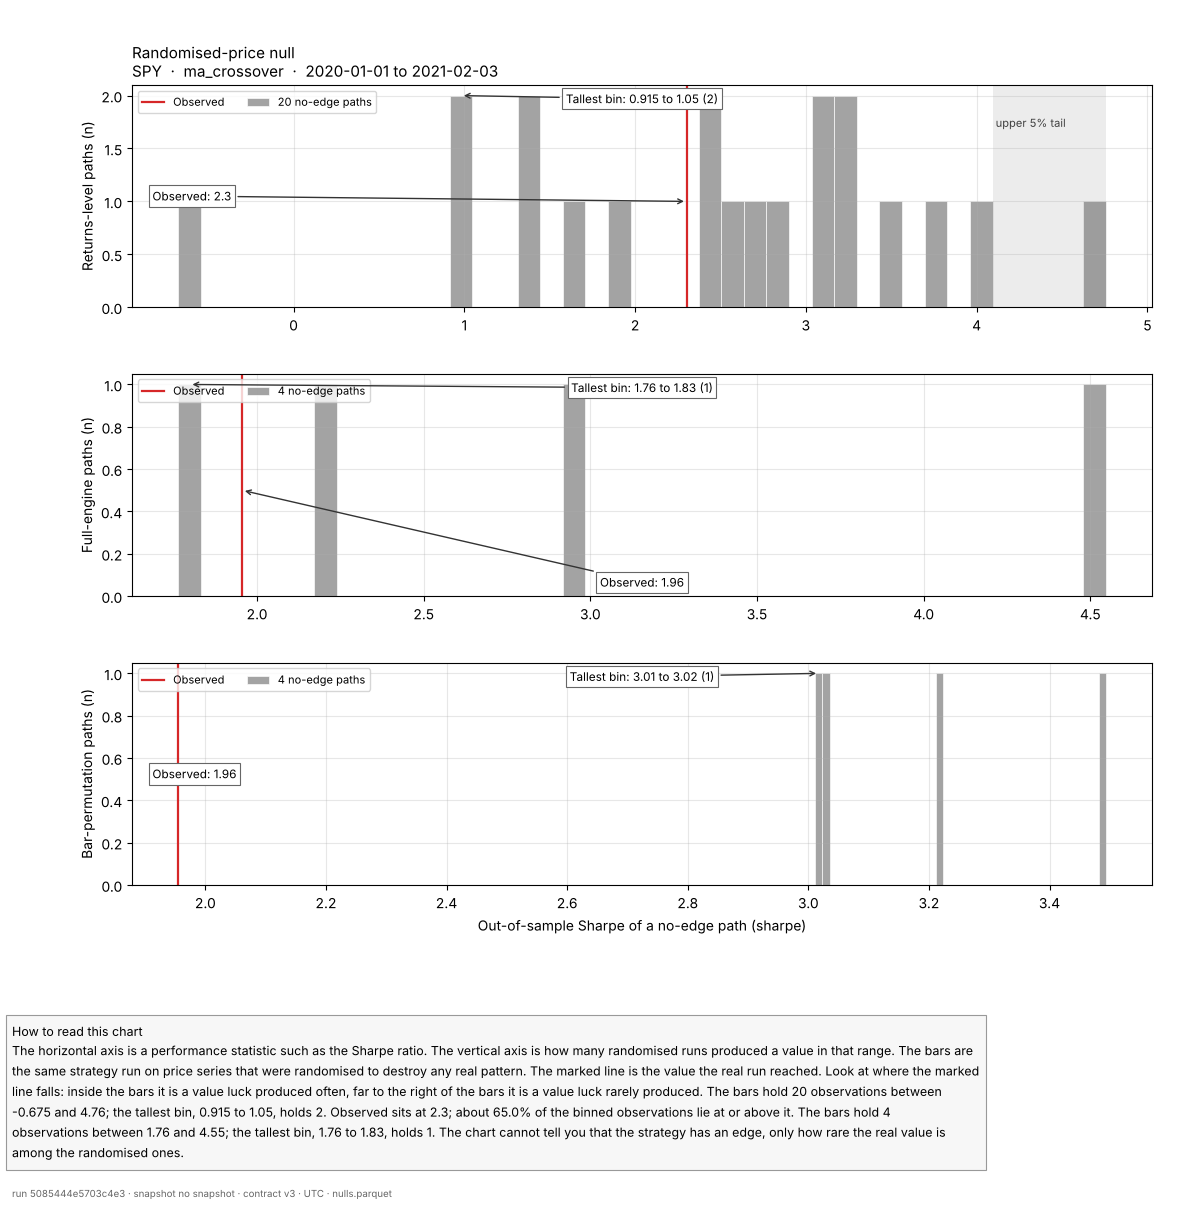 Randomised-price null
SPY · ma_crossover · 2020-01-01 to 2021-02-03
Observed
20 no-edge paths
Tallest bin: 0.915 to 1.05 (2)
upper 5% tail
Observed: 2.3
Returns-level paths (n)
2.0
1.5
1.0
0.5
0.0
0 1 2 3 4 5
Observed
4 no-edge paths
Tallest bin: 1.76 to 1.83 (1)
Observed: 1.96
Full-engine paths (n)
1.0
0.8
0.6
0.4
0.2
0.0
2.0 2.5 3.0 3.5 4.0 4.5
Observed
4 no-edge paths
Tallest bin: 3.01 to 3.02 (1)
Observed: 1.96
Bar-permutation paths (n)
1.0
0.8
0.6
0.4
0.2
0.0
2.0 2.2 2.4 2.6 2.8 3.0 3.2 3.4
Out-of-sample Sharpe of a no-edge path (sharpe)
How to read this chart
The horizontal axis is a performance statistic such as the Sharpe ratio. The vertical axis is how many randomised runs produced a value in that range. The bars are
the same strategy run on price series that were randomised to destroy any real pattern. The marked line is the value the real run reached. Look at where the marked
line falls: inside the bars it is a value luck produced often, far to the right of the bars it is a value luck rarely produced. The bars hold 20 observations between
-0.675 and 4.76; the tallest bin, 0.915 to 1.05, holds 2. Observed sits at 2.3; about 65.0% of the binned observations lie at or above it. The bars hold 4
observations between 1.76 and 4.55; the tallest bin, 1.76 to 1.83, holds 1. The chart cannot tell you that the strategy has an edge, only how rare the real value is
among the randomised ones.
run 5085444e5703c4e3 · snapshot no snapshot · contract v3 · UTC · nulls.parquet